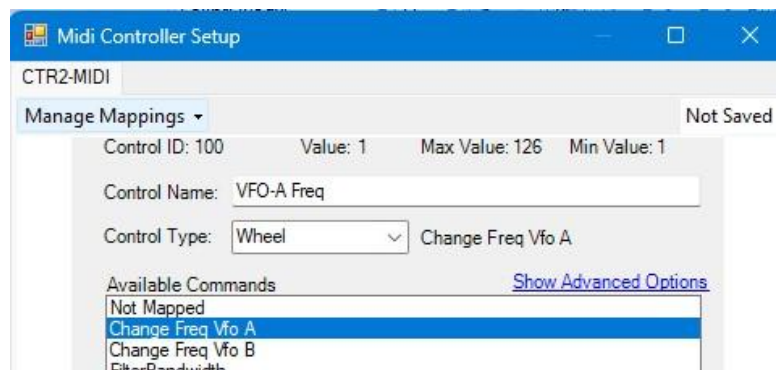 Midi Controller Setup
CTR2-MIDI
Manage Mappings Not Saved
Control ID: 100 Value: 1 Max Value: 126 Min Value: 1
Control Name: VFO-A Freq
Control Type: Wheel Change Freq Vfo A
Available Commands Show Advanced Options
Not Mapped
Change Freq Vfo A
Change Freq Vfo B
FilterBandwidth